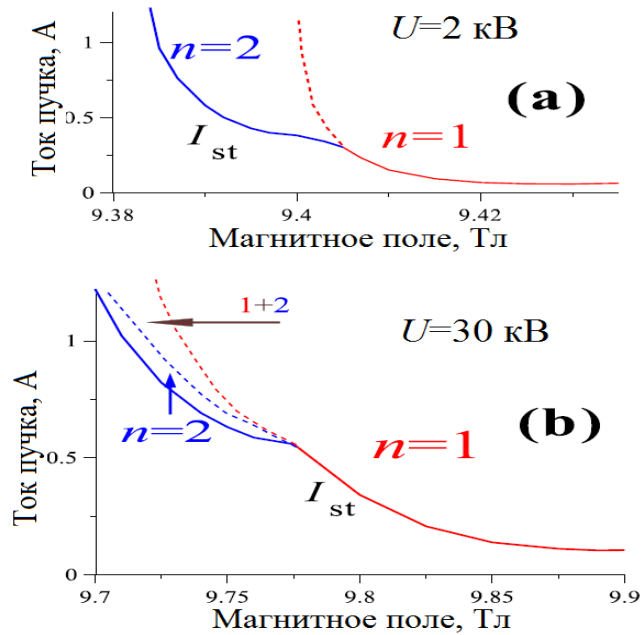 Ток пучка, А
1
0.5
0
n=2
U=2 кВ
(a)
I st
n=1
9.38
9.4
9.42
Магнитное поле, Тл
Ток пучка, А
1
0.5
0
1+2
U=30 кВ
n=2
n=1
(b)
I st
9.7
9.75
9.8
9.85
9.9
Магнитное поле, Тл